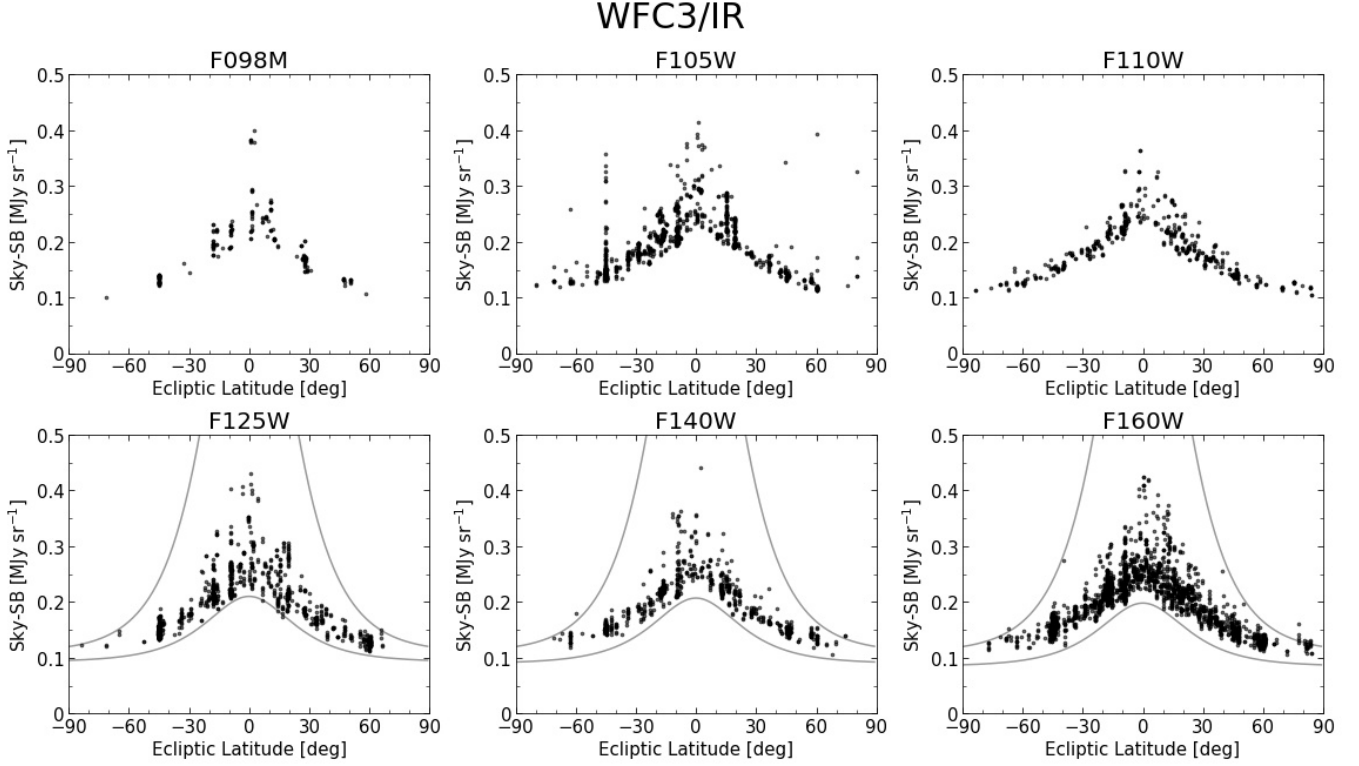 WFC3/IR
F098M F105W F110W
0.5 0.5 0.5
0.4 0.4 0.4
0.3 0.3 0.3
0.2 0.2 0.2
0.1 0.1 0.1
0 0 0
Sky-SB [MJy sr⁻¹] Sky-SB [MJy sr⁻¹] Sky-SB [MJy sr⁻¹]
−90 −60 −30 0 30 60 90 −90 −60 −30 0 30 60 90 −90 −60 −30 0 30 60 90
Ecliptic Latitude [deg] Ecliptic Latitude [deg] Ecliptic Latitude [deg]
F125W F140W F160W
0.5 0.5 0.5
0.4 0.4 0.4
0.3 0.3 0.3
0.2 0.2 0.2
0.1 0.1 0.1
0 0 0
Sky-SB [MJy sr⁻¹] Sky-SB [MJy sr⁻¹] Sky-SB [MJy sr⁻¹]
−90 −60 −30 0 30 60 90 −90 −60 −30 0 30 60 90 −90 −60 −30 0 30 60 90
Ecliptic Latitude [deg] Ecliptic Latitude [deg] Ecliptic Latitude [deg]